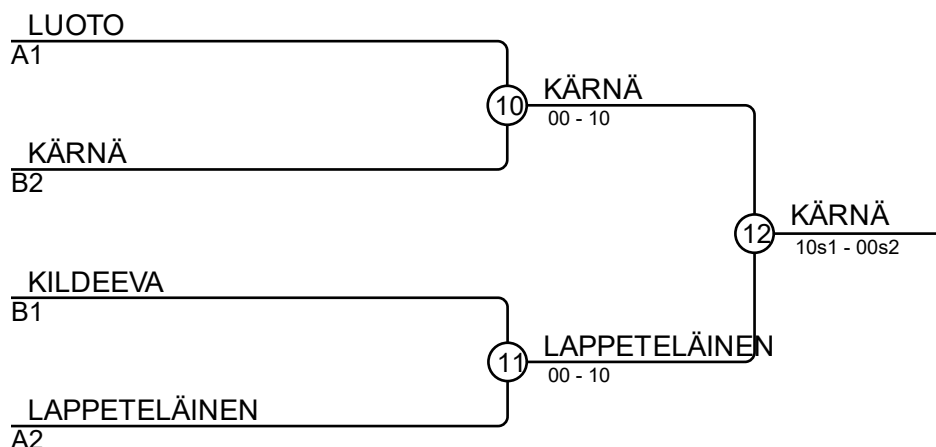 LUOTO
A1
10
KÄRNÄ
00 - 10
KÄRNÄ
B2
12
KÄRNÄ
10s1 - 00s2
KILDEEVA
B1
11
LAPPETELÄINEN
00 - 10
LAPPETELÄINEN
A2